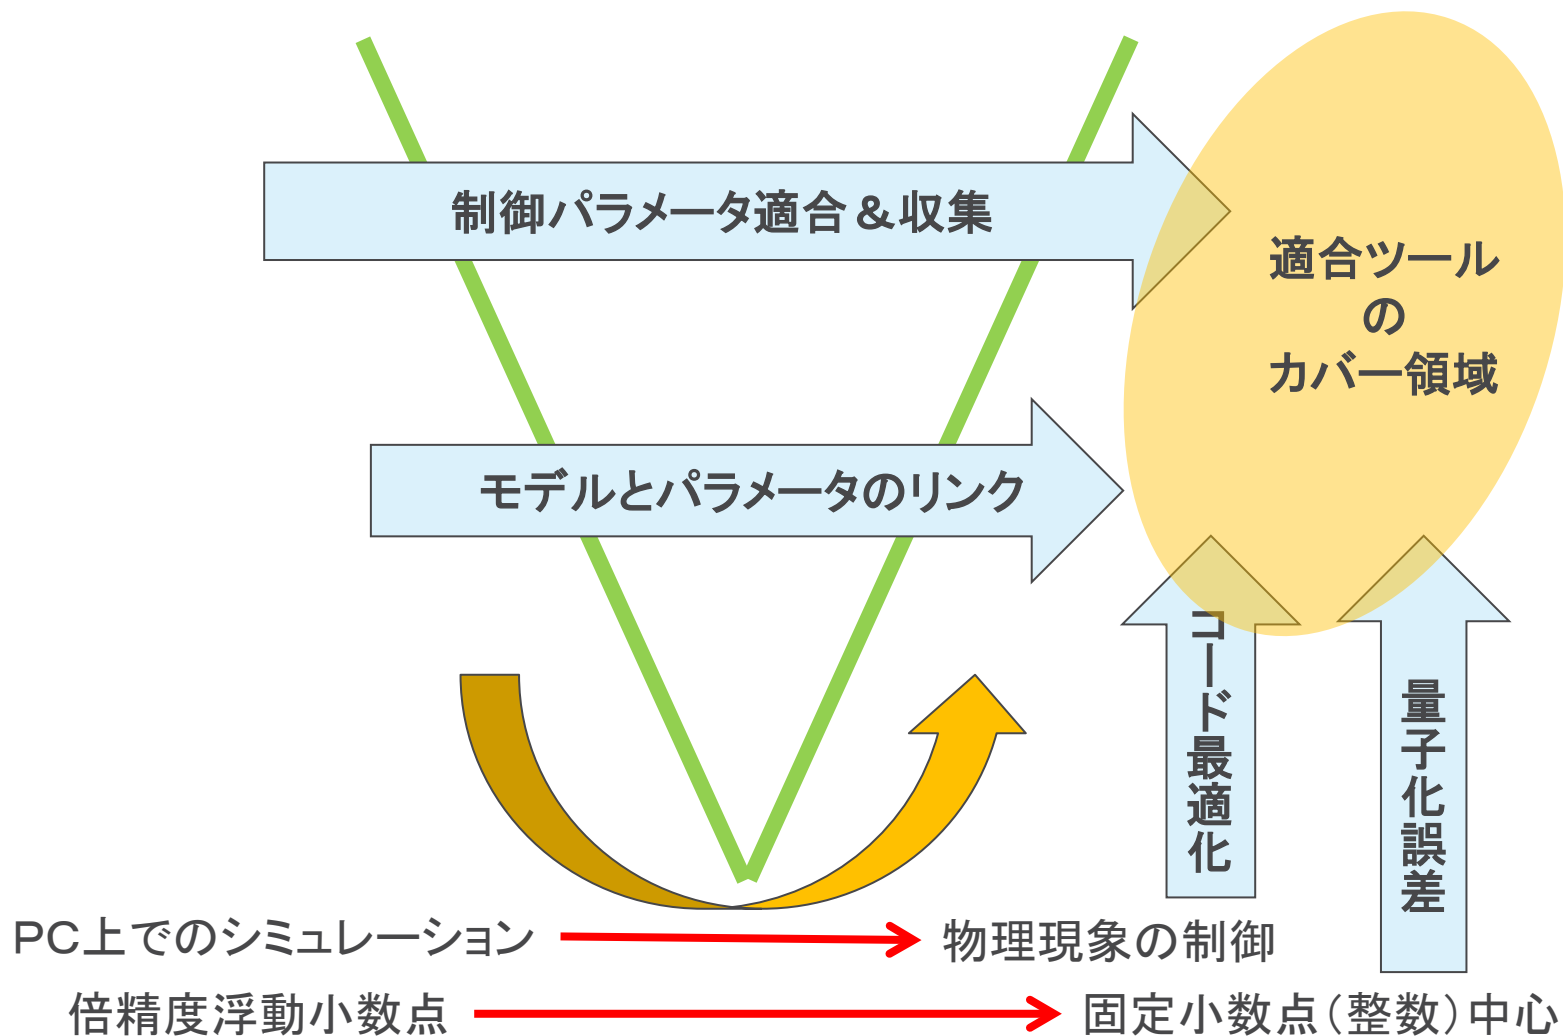 制御パラメータ適合＆収集
適合ツール
の
カバー領域
モデルとパラメータのリンク
コード最適化
量子化誤差
PC上でのシミュレーション
物理現象の制御
倍精度浮動小数点
固定小数点（整数）中心